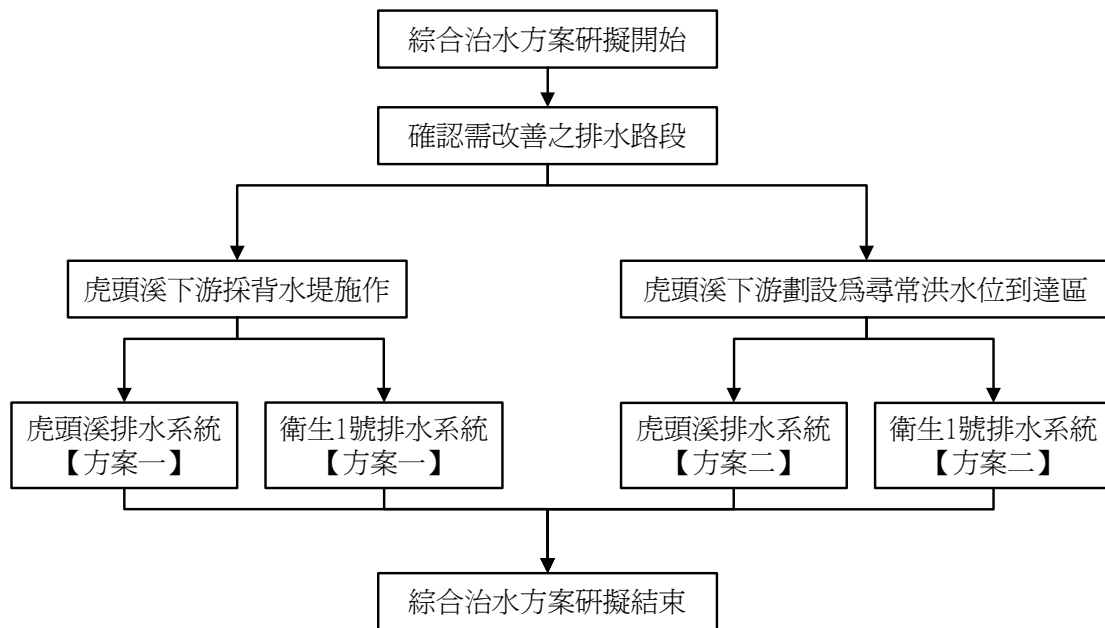 綜合治水方案研擬開始
確認需改善之排水路段
虎頭溪下游採背水堤施作
虎頭溪下游劃設為尋常洪水位到達區
虎頭溪排水系統
【方案一】
衛生1號排水系統
【方案一】
虎頭溪排水系統
【方案二】
衛生1號排水系統
【方案二】
綜合治水方案研擬結束